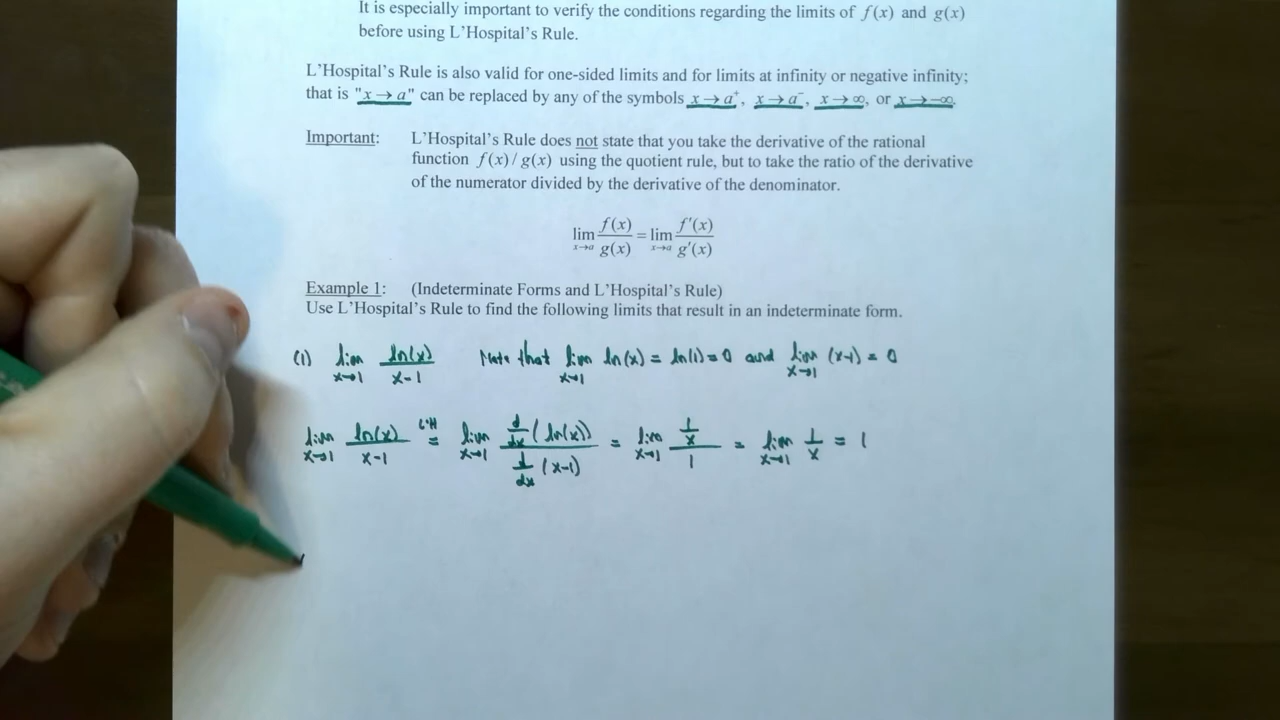 It is especially important to verify the conditions regarding the limits of f(x) and g(x)
before using L'Hospital's Rule.
L'Hospital's Rule is also valid for one-sided limits and for limits at infinity or negative infinity;
that is "x → a" can be replaced by any of the symbols x → a⁺, x → a⁻, x → ∞, or x → −∞.
Important: L'Hospital's Rule does not state that you take the derivative of the rational
function f(x)/g(x) using the quotient rule, but to take the ratio of the derivative
of the numerator divided by the derivative of the denominator.
lim x→a f(x)/g(x) = lim x→a f'(x)/g'(x)
Example 1: (Indeterminate Forms and L'Hospital's Rule)
Use L'Hospital's Rule to find the following limits that result in an indeterminate form.
(1) lim x→1 ln(x)/x-1 Note that lim x→1 ln(x) = ln(1) = 0 and lim x→1 (x-1) = 0
lim x→1 ln(x)/x-1 L'H = lim x→1 d/dx (ln(x)) / d/dx (x-1) = lim x→1 1/x / 1 = lim x→1 1/x = 1